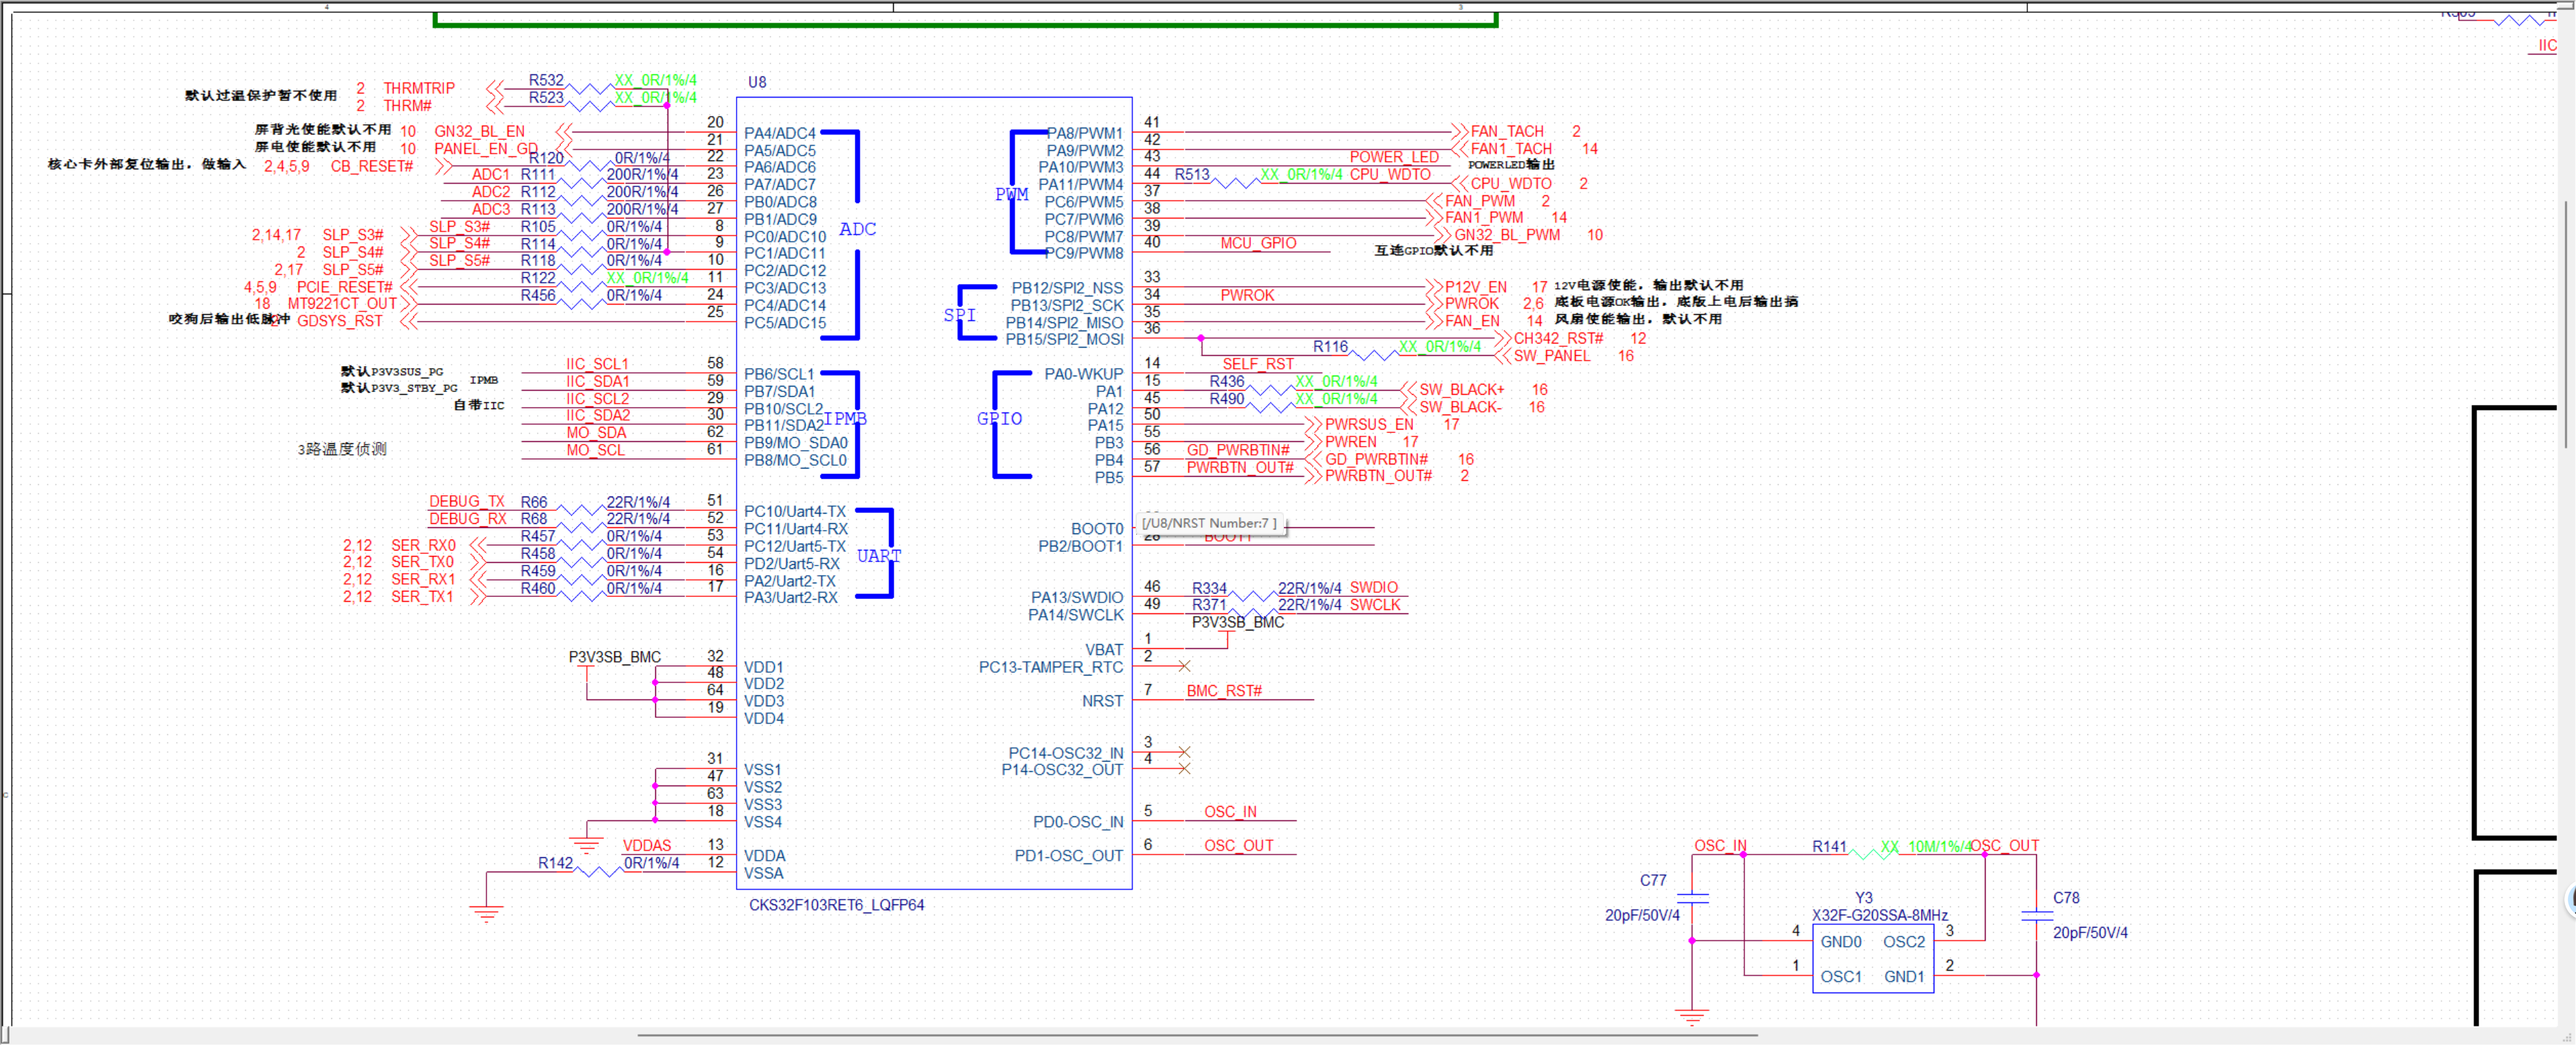 4
3
IIC
默认过温保护暂不使用
2 THRMTRIP R532 XX_0R/1%/4
2 THRM# R523 XX_0R/1%/4
U8
屏背光使能默认不用 10 GN32_BL_EN 20 PA4/ADC4
屏电使能默认不用 10 PANEL_EN_GD 21 PA5/ADC5
核心卡外部复位输出，做输入 2,4,5,9 CB_RESET# R120 0R/1%/4 22 PA6/ADC6
ADC1 R111 200R/1%/4 23 PA7/ADC7
ADC2 R112 200R/1%/4 26 PB0/ADC8
ADC3 R113 200R/1%/4 27 PB1/ADC9
2,14,17 SLP_S3# SLP_S3# R105 0R/1%/4 8 PC0/ADC10
2 SLP_S4# SLP_S4# R114 0R/1%/4 9 PC1/ADC11
2,17 SLP_S5# SLP_S5# R118 0R/1%/4 10 PC2/ADC12
4,5,9 PCIE_RESET# R122 XX_0R/1%/4 11 PC3/ADC13
18 MT9221CT_OUT R456 0R/1%/4 24 PC4/ADC14
咬狗后输出低脉冲 GDSYS_RST 25 PC5/ADC15
ADC
默认P3V3SUS_PG IIC_SCL1 58 PB6/SCL1
默认P3V3_STBY_PG IPMB IIC_SDA1 59 PB7/SDA1
自带IIC IIC_SCL2 29 PB10/SCL2
IIC_SDA2 30 PB11/SDA2
MO_SDA 62 PB9/MO_SDA0
3路温度侦测 MO_SCL 61 PB8/MO_SCL0
IPMB
DEBUG_TX R66 22R/1%/4 51 PC10/Uart4-TX
DEBUG_RX R68 22R/1%/4 52 PC11/Uart4-RX
2,12 SER_RX0 R457 0R/1%/4 53 PC12/Uart5-TX
2,12 SER_TX0 R458 0R/1%/4 54 PD2/Uart5-RX
2,12 SER_RX1 R459 0R/1%/4 16 PA2/Uart2-TX
2,12 SER_TX1 R460 0R/1%/4 17 PA3/Uart2-RX
UART
P3V3SB_BMC 32 VDD1
48 VDD2
64 VDD3
19 VDD4
31 VSS1
47 VSS2
63 VSS3
18 VSS4
VDDAS 13 VDDA
R142 0R/1%/4 12 VSSA
CKS32F103RET6_LQFP64
PWM
PA8/PWM1 41 FAN_TACH 2
PA9/PWM2 42 FAN1_TACH 14
PA10/PWM3 43 POWER_LED POWERLED输出
PA11/PWM4 44 R513 XX_0R/1%/4 CPU_WDTO CPU_WDTO 2
PC6/PWM5 37 FAN_PWM 2
PC7/PWM6 38 FAN1_PWM 14
PC8/PWM7 39 GN32_BL_PWM 10
PC9/PWM8 40 MCU_GPIO 互连GPIO默认不用
SPI
PB12/SPI2_NSS 33 P12V_EN 17 12V电源使能，输出默认不用
PB13/SPI2_SCK 34 PWROK PWROK 2,6 底板电源OK输出，底版上电后输出搞
PB14/SPI2_MISO 35 FAN_EN 14 风扇使能输出，默认不用
PB15/SPI2_MOSI 36 CH342_RST# 12
R116 XX_0R/1%/4 SW_PANEL 16
GPIO
PA0-WKUP 14 SELF_RST
PA1 15 R436 XX_0R/1%/4 SW_BLACK+ 16
PA12 45 R490 XX_0R/1%/4 SW_BLACK- 16
PA15 50 PWRSUS_EN 17
PB3 55 PWREN 17
PB4 56 GD_PWRBTIN# GD_PWRBTIN# 16
PB5 57 PWRBTN_OUT# PWRBTN_OUT# 2
BOOT0 [/U8/NRST Number:7 ]
PB2/BOOT1 28 BOOT1
PA13/SWDIO 46 R334 22R/1%/4 SWDIO
PA14/SWCLK 49 R371 22R/1%/4 SWCLK
P3V3SB_BMC
VBAT 1
PC13-TAMPER_RTC 2
NRST 7 BMC_RST#
PC14-OSC32_IN 3
P14-OSC32_OUT 4
PD0-OSC_IN 5 OSC_IN
PD1-OSC_OUT 6 OSC_OUT
OSC_IN R141 XX_10M/1%/4 OSC_OUT
C77
20pF/50V/4
Y3
X32F-G20SSA-8MHz
C78
20pF/50V/4
4 GND0 OSC2 3
1 OSC1 GND1 2
C